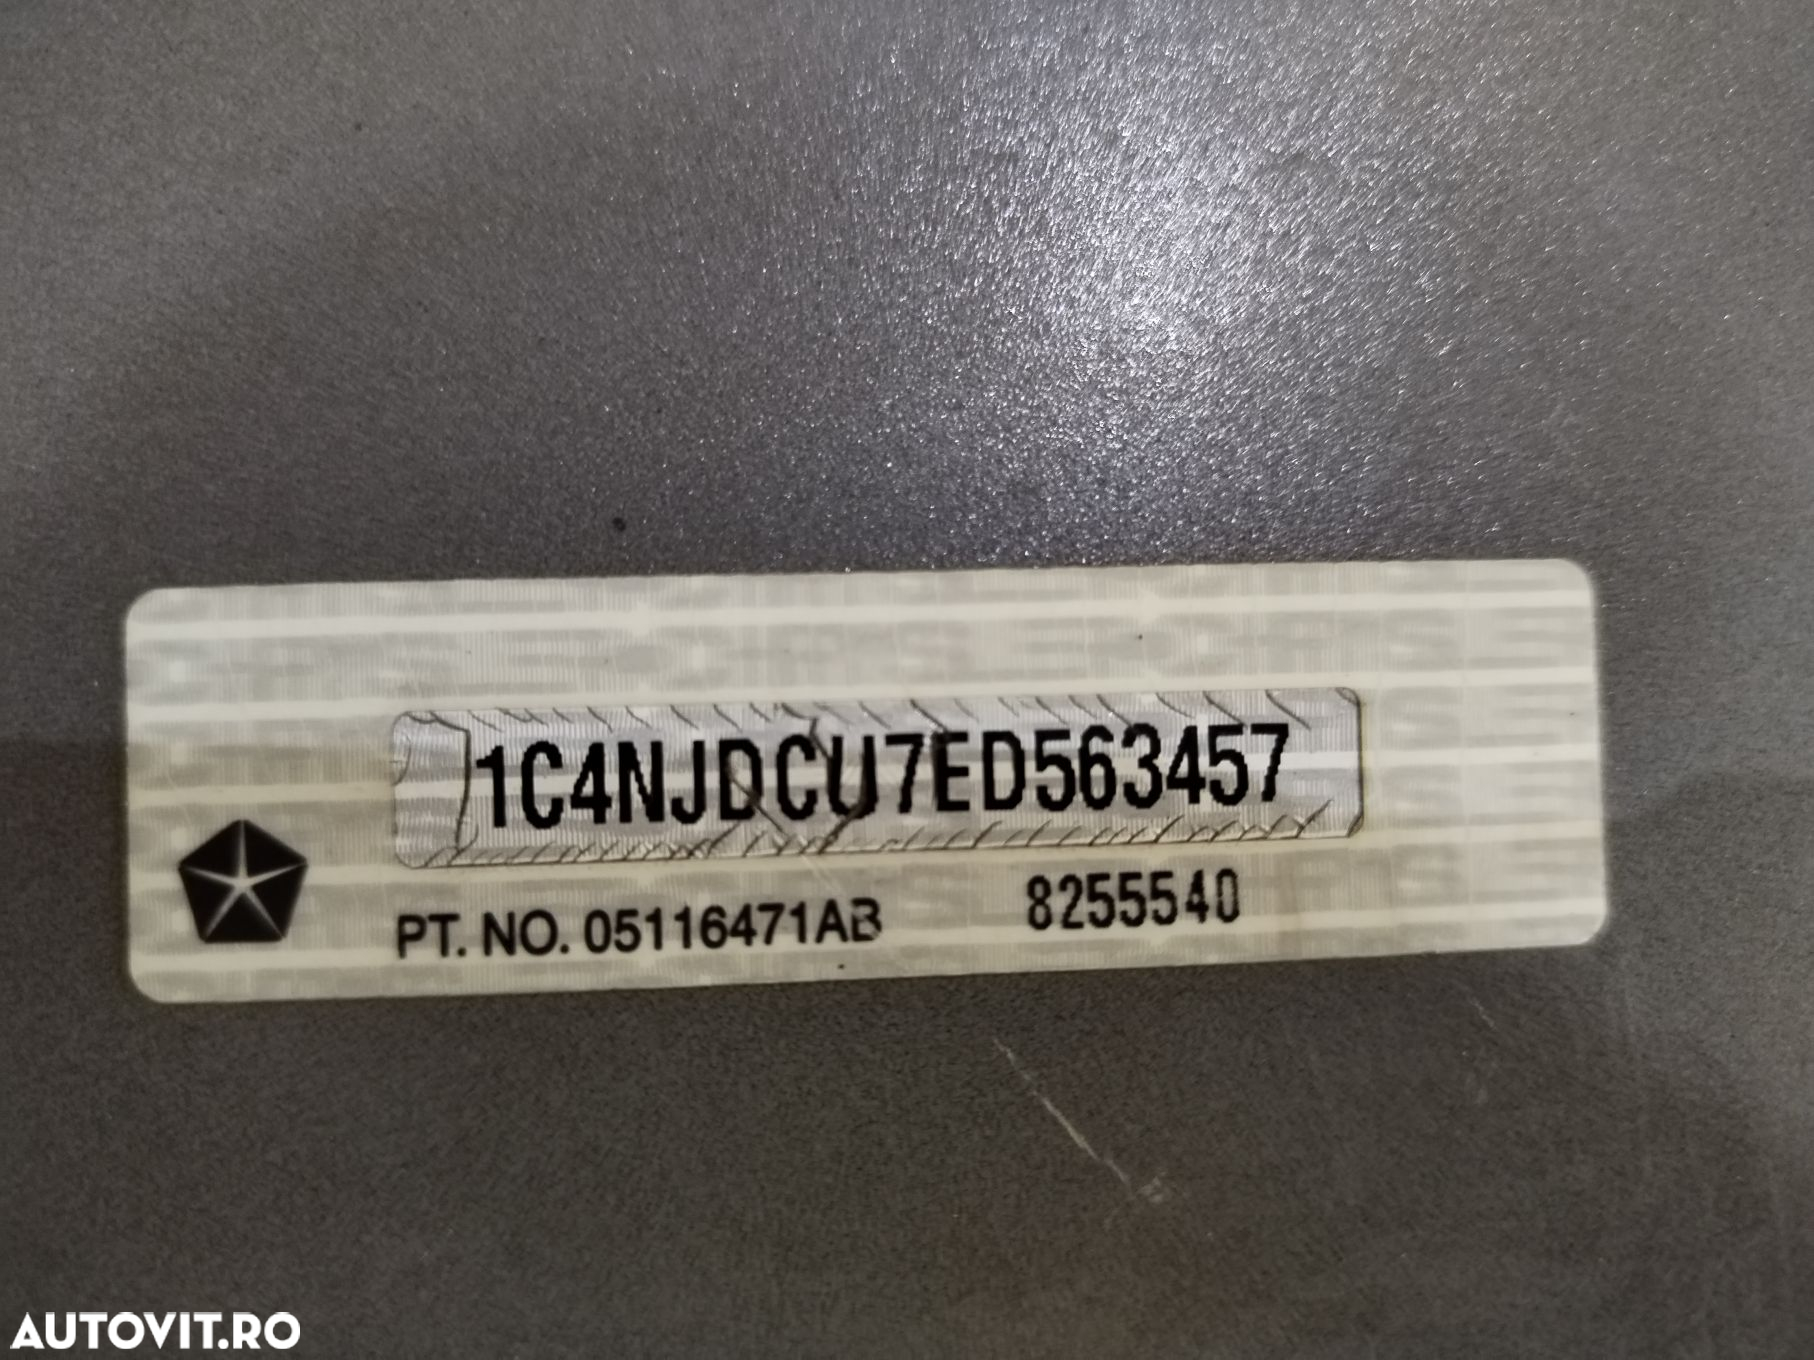 1C4NJDCU7ED563457
PT. NO. 05116471AB 8255540
AUTOVIT.RO